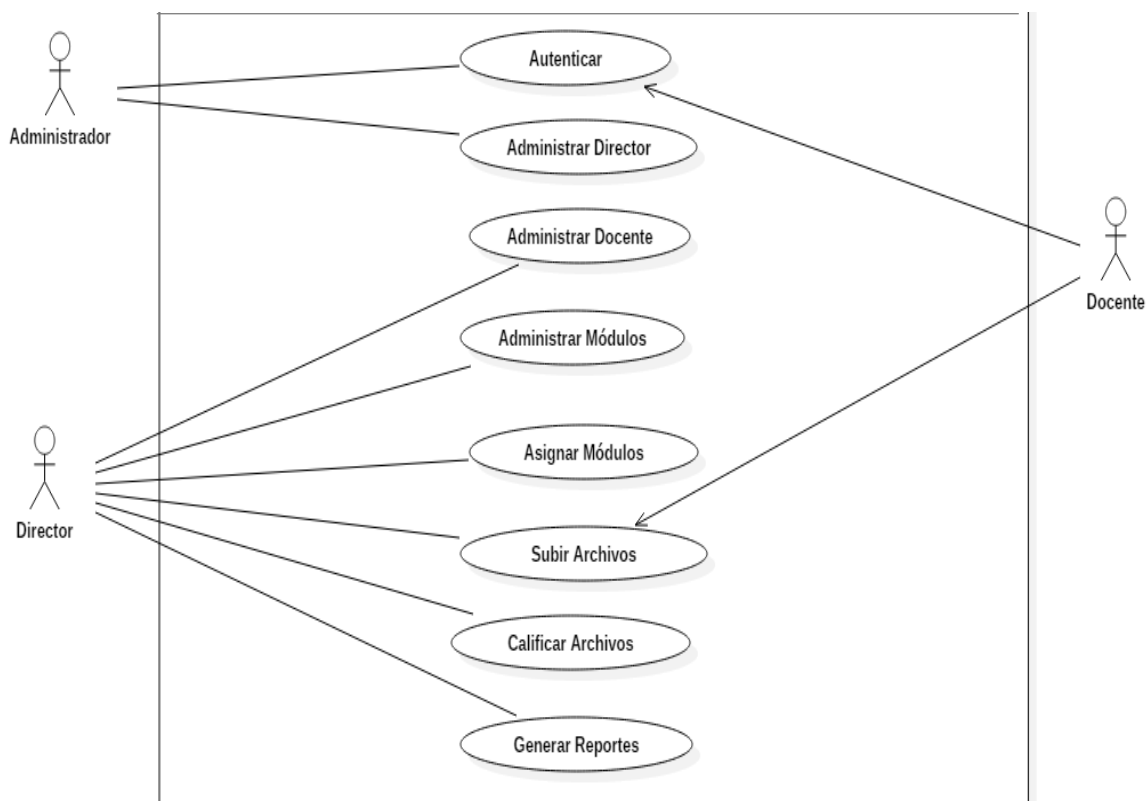 Autenticar
Administrador
Administrar Director
Administrar Docente
Docente
Administrar Módulos
Asignar Módulos
Director
Subir Archivos
Calificar Archivos
Generar Reportes